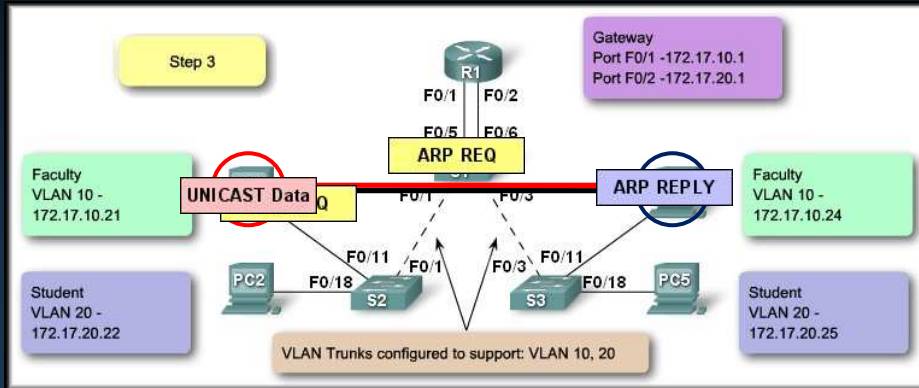 Step 3
Gateway
Port F0/1 -172.17.10.1
Port F0/2 -172.17.20.1
R1
F0/1
F0/2
F0/5
F0/6
ARP REQ
Faculty
VLAN 10 -
172.17.10.21
UNICAST Data
Q
F0/1
F0/3
ARP REPLY
Faculty
VLAN 10 -
172.17.10.24
F0/11
F0/1
F0/3
F0/11
PC2
F0/18
S2
S3
F0/18
PC5
Student
VLAN 20 -
172.17.20.22
Student
VLAN 20 -
172.17.20.25
VLAN Trunks configured to support: VLAN 10, 20